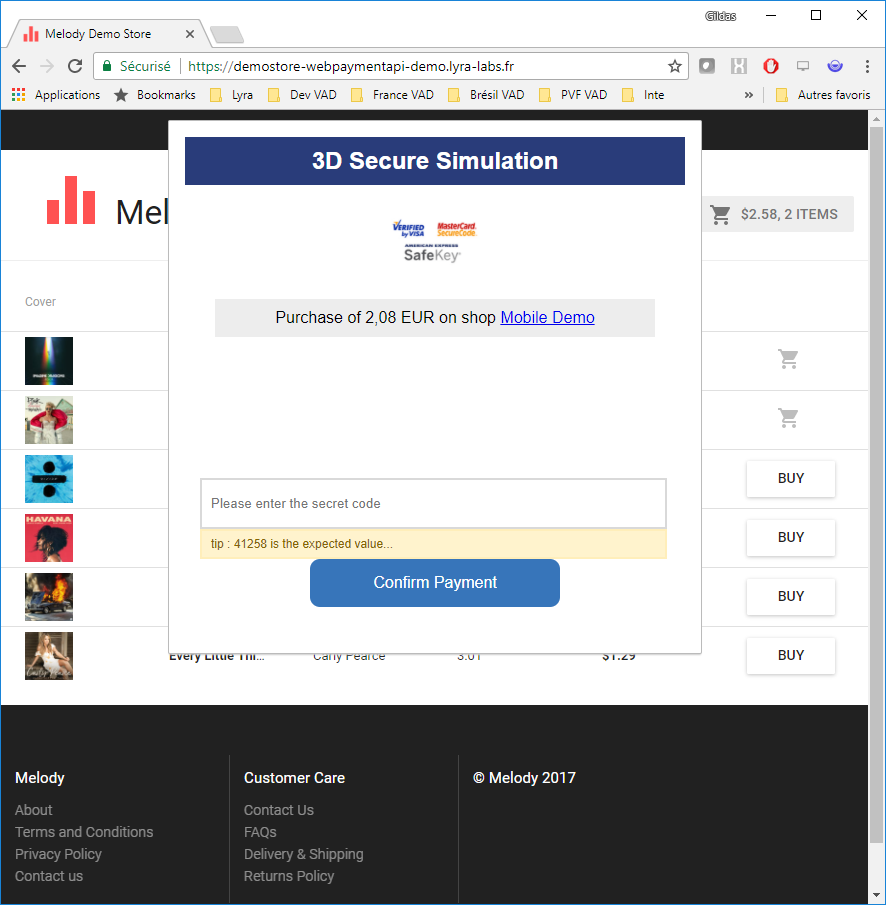 Gildas
Melody Demo Store
Sécurisé https://demostore-webpaymentapi-demo.lyra-labs.fr
Applications Bookmarks Lyra Dev VAD France VAD Brésil VAD PVF VAD Inte » Autres favoris
3D Secure Simulation
Mel
$2.58, 2 ITEMS
VERIFIED by VISA MasterCard. SecureCode.
AMERICAN EXPRESS
SafeKey
Cover
Purchase of 2,08 EUR on shop Mobile Demo
Please enter the secret code
BUY
tip : 41258 is the expected value...
HAVANA
BUY
Confirm Payment
BUY
Every Little Thi... Carly Pearce 3:01 $1.29
BUY
Melody
About
Terms and Conditions
Privacy Policy
Contact us
Customer Care
Contact Us
FAQs
Delivery & Shipping
Returns Policy
© Melody 2017